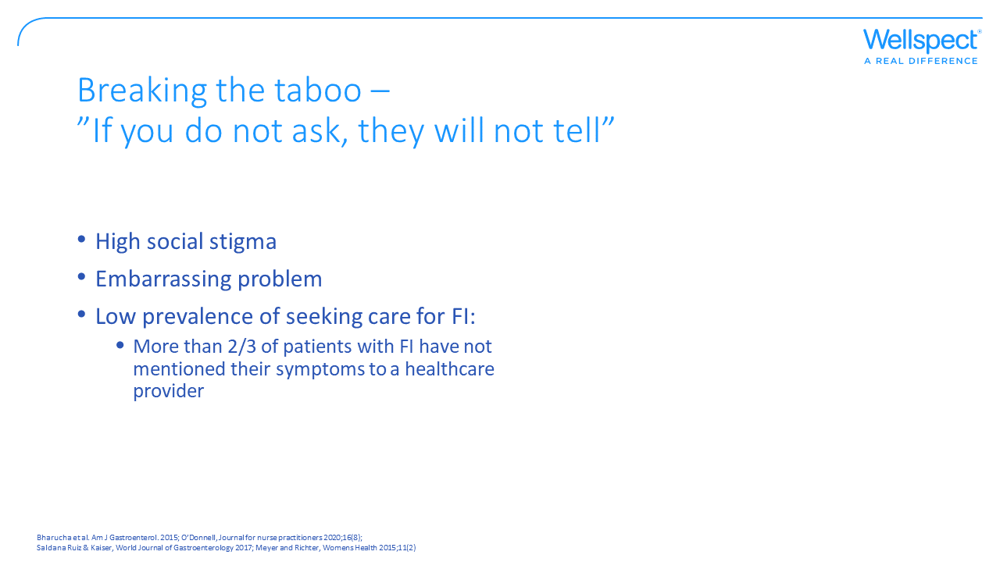 Wellspect®
A REAL DIFFERENCE
Breaking the taboo –
”If you do not ask, they will not tell”
• High social stigma
• Embarrassing problem
• Low prevalence of seeking care for FI:
• More than 2/3 of patients with FI have not
mentioned their symptoms to a healthcare
provider
Bharucha et al. Am J Gastroenterol. 2015; O’Donnell, Journal for nurse practitioners 2020;16(8);
Saldana Ruiz & Kaiser, World Journal of Gastroenterology 2017; Meyer and Richter, Womens Health 2015;11(2)